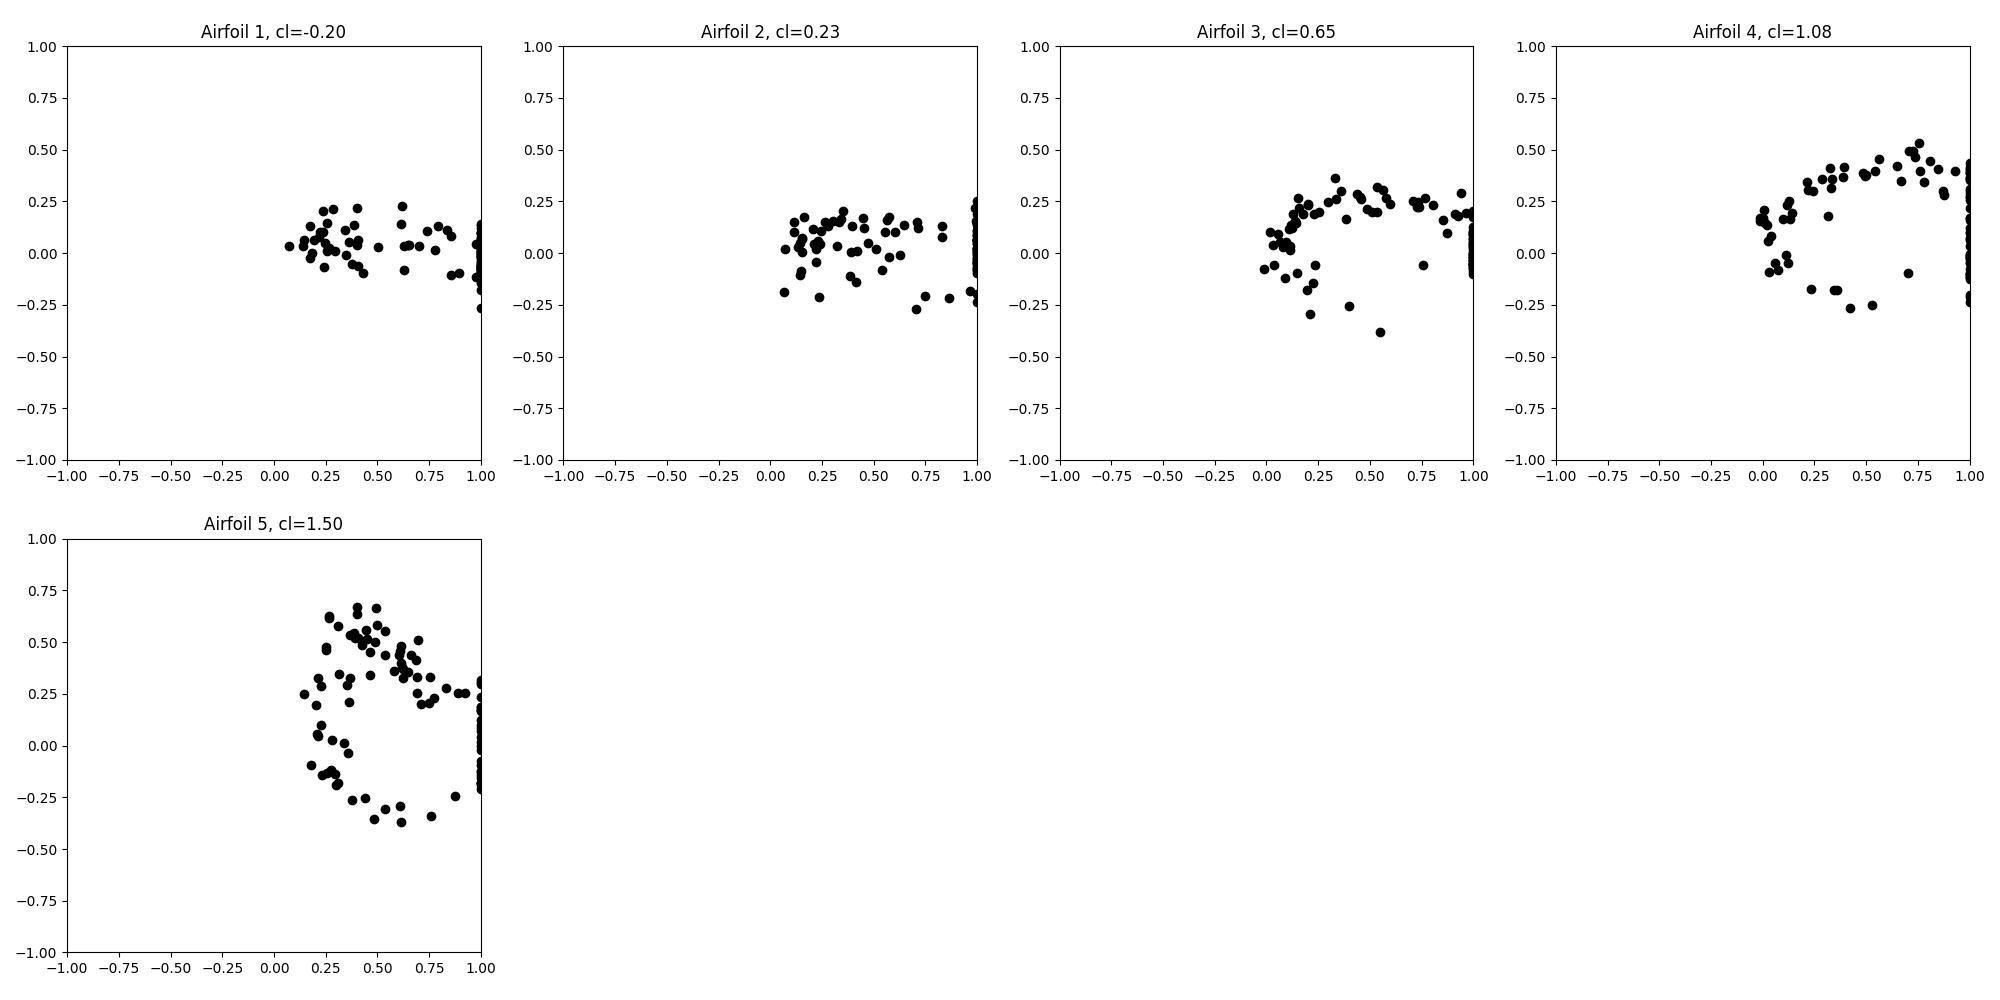 Airfoil 1, cl=-0.20
Airfoil 2, cl=0.23
Airfoil 3, cl=0.65
Airfoil 4, cl=1.08
1.00 1.00 1.00 1.00
0.75 0.75 0.75 0.75
0.50 0.50 0.50 0.50
0.25 0.25 0.25 0.25
0.00 0.00 0.00 0.00
−0.25 −0.25 −0.25 −0.25
−0.50 −0.50 −0.50 −0.50
−0.75 −0.75 −0.75 −0.75
−1.00 −1.00 −1.00 −1.00
−1.00 −0.75 −0.50 −0.25 0.00 0.25 0.50 0.75 1.00
−1.00 −0.75 −0.50 −0.25 0.00 0.25 0.50 0.75 1.00
−1.00 −0.75 −0.50 −0.25 0.00 0.25 0.50 0.75 1.00
−1.00 −0.75 −0.50 −0.25 0.00 0.25 0.50 0.75 1.00
Airfoil 5, cl=1.50
1.00
0.75
0.50
0.25
0.00
−0.25
−0.50
−0.75
−1.00
−1.00 −0.75 −0.50 −0.25 0.00 0.25 0.50 0.75 1.00